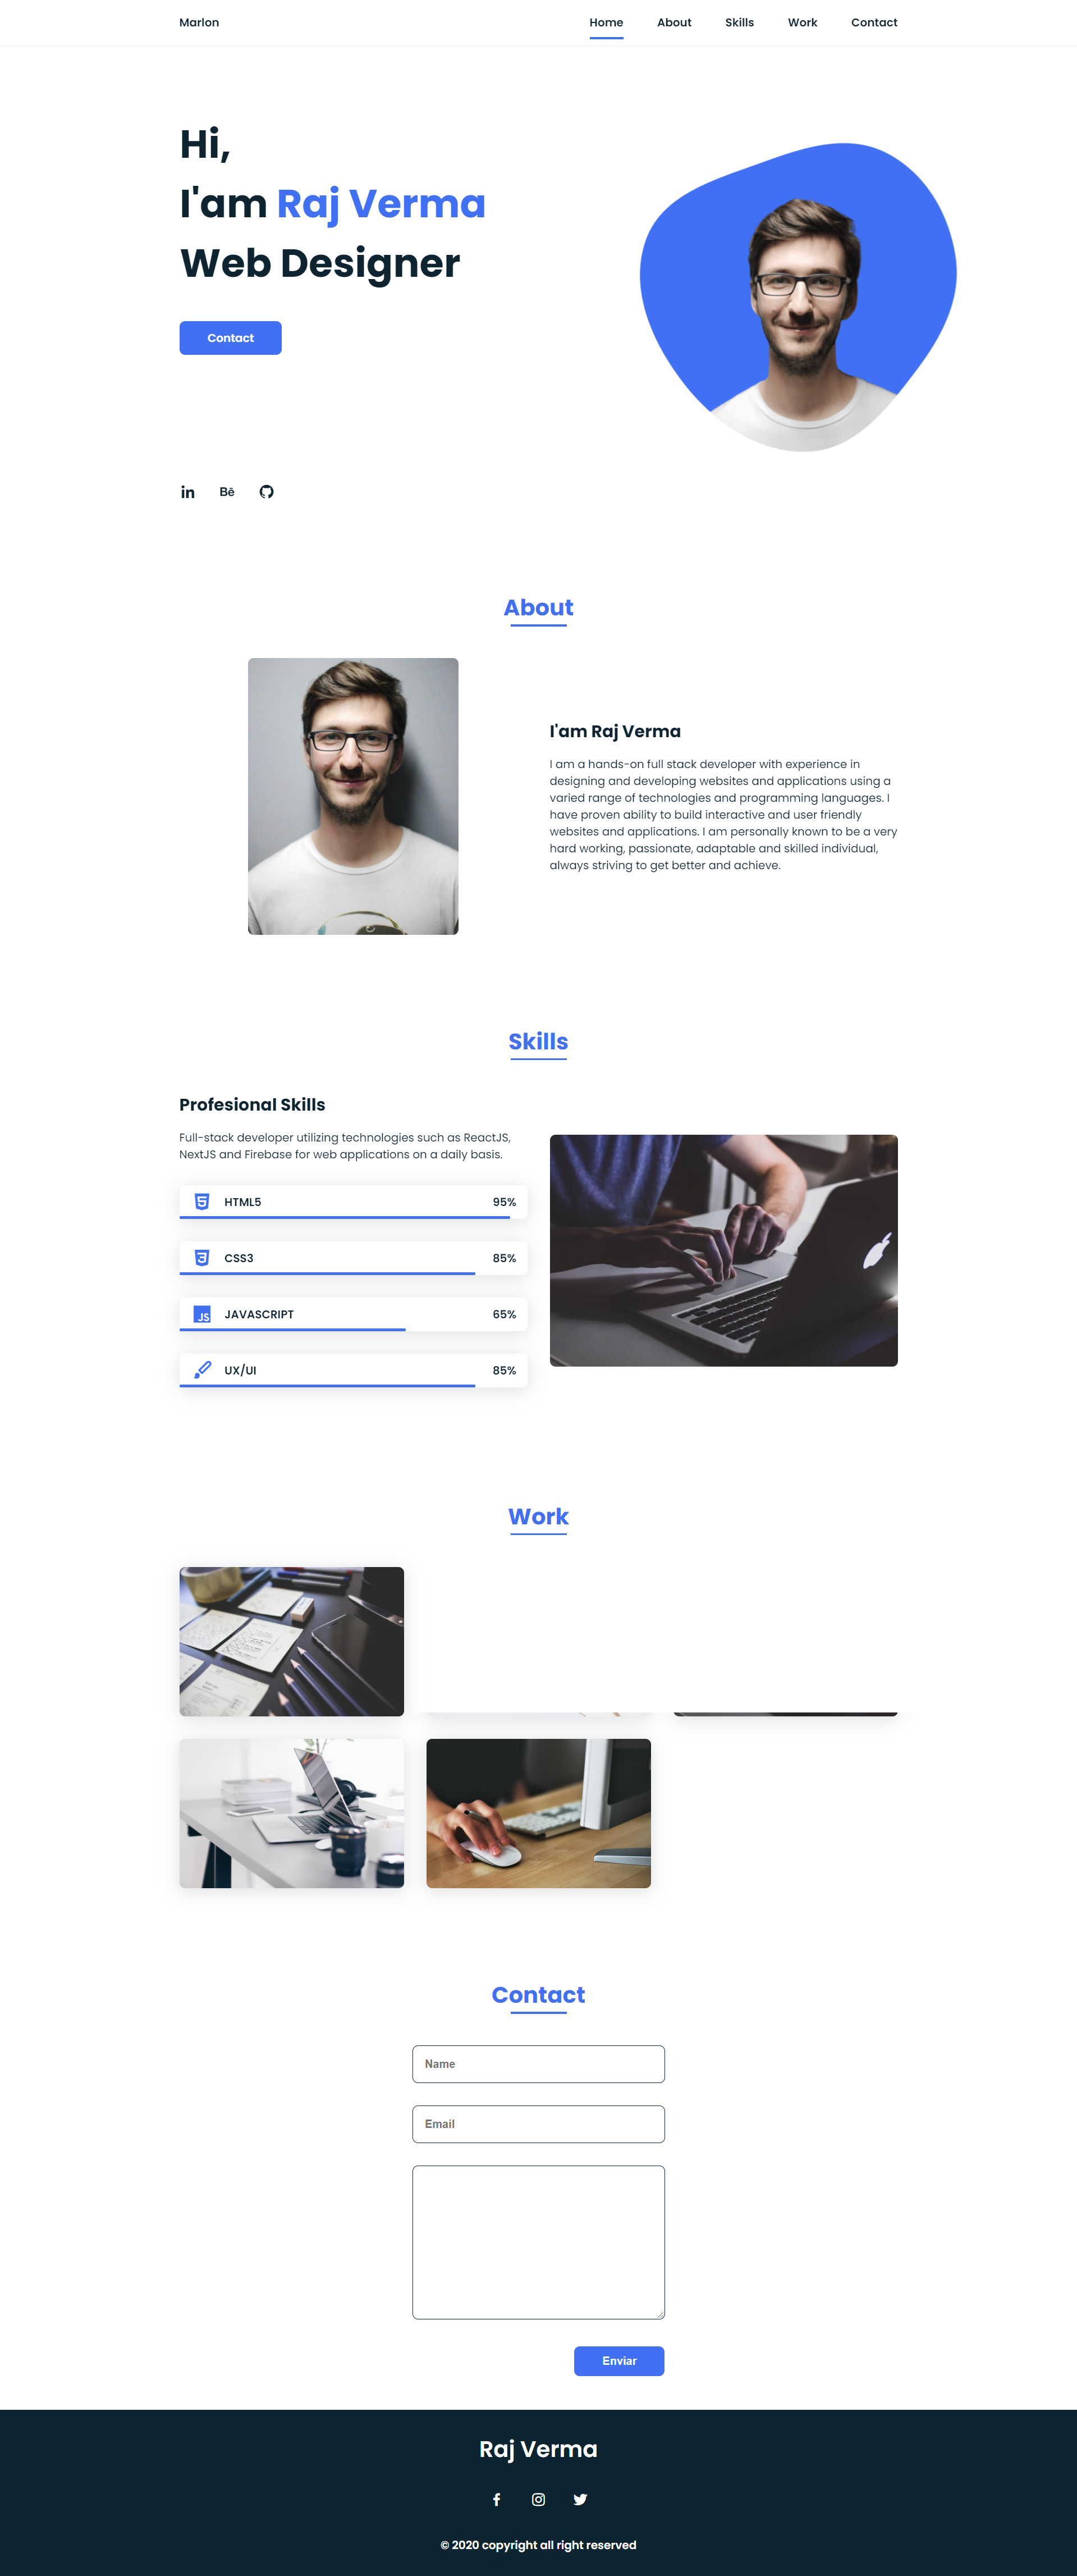 Marlon
Home
About
Skills
Work
Contact
Hi,
I'am Raj Verma
Web Designer
Contact
in
Bē
About
I'am Raj Verma
I am a hands-on full stack developer with experience in
designing and developing websites and applications using a
varied range of technologies and programming languages. I
have proven ability to build interactive and user friendly
websites and applications. I am personally known to be a very
hard working, passionate, adaptable and skilled individual,
always striving to get better and achieve.
Skills
Profesional Skills
Full-stack developer utilizing technologies such as ReactJS,
NextJS and Firebase for web applications on a daily basis.
HTML5
95%
CSS3
85%
JS
JAVASCRIPT
65%
UX/UI
85%
Work
Contact
Name
Email
Enviar
Raj Verma
© 2020 copyright all right reserved